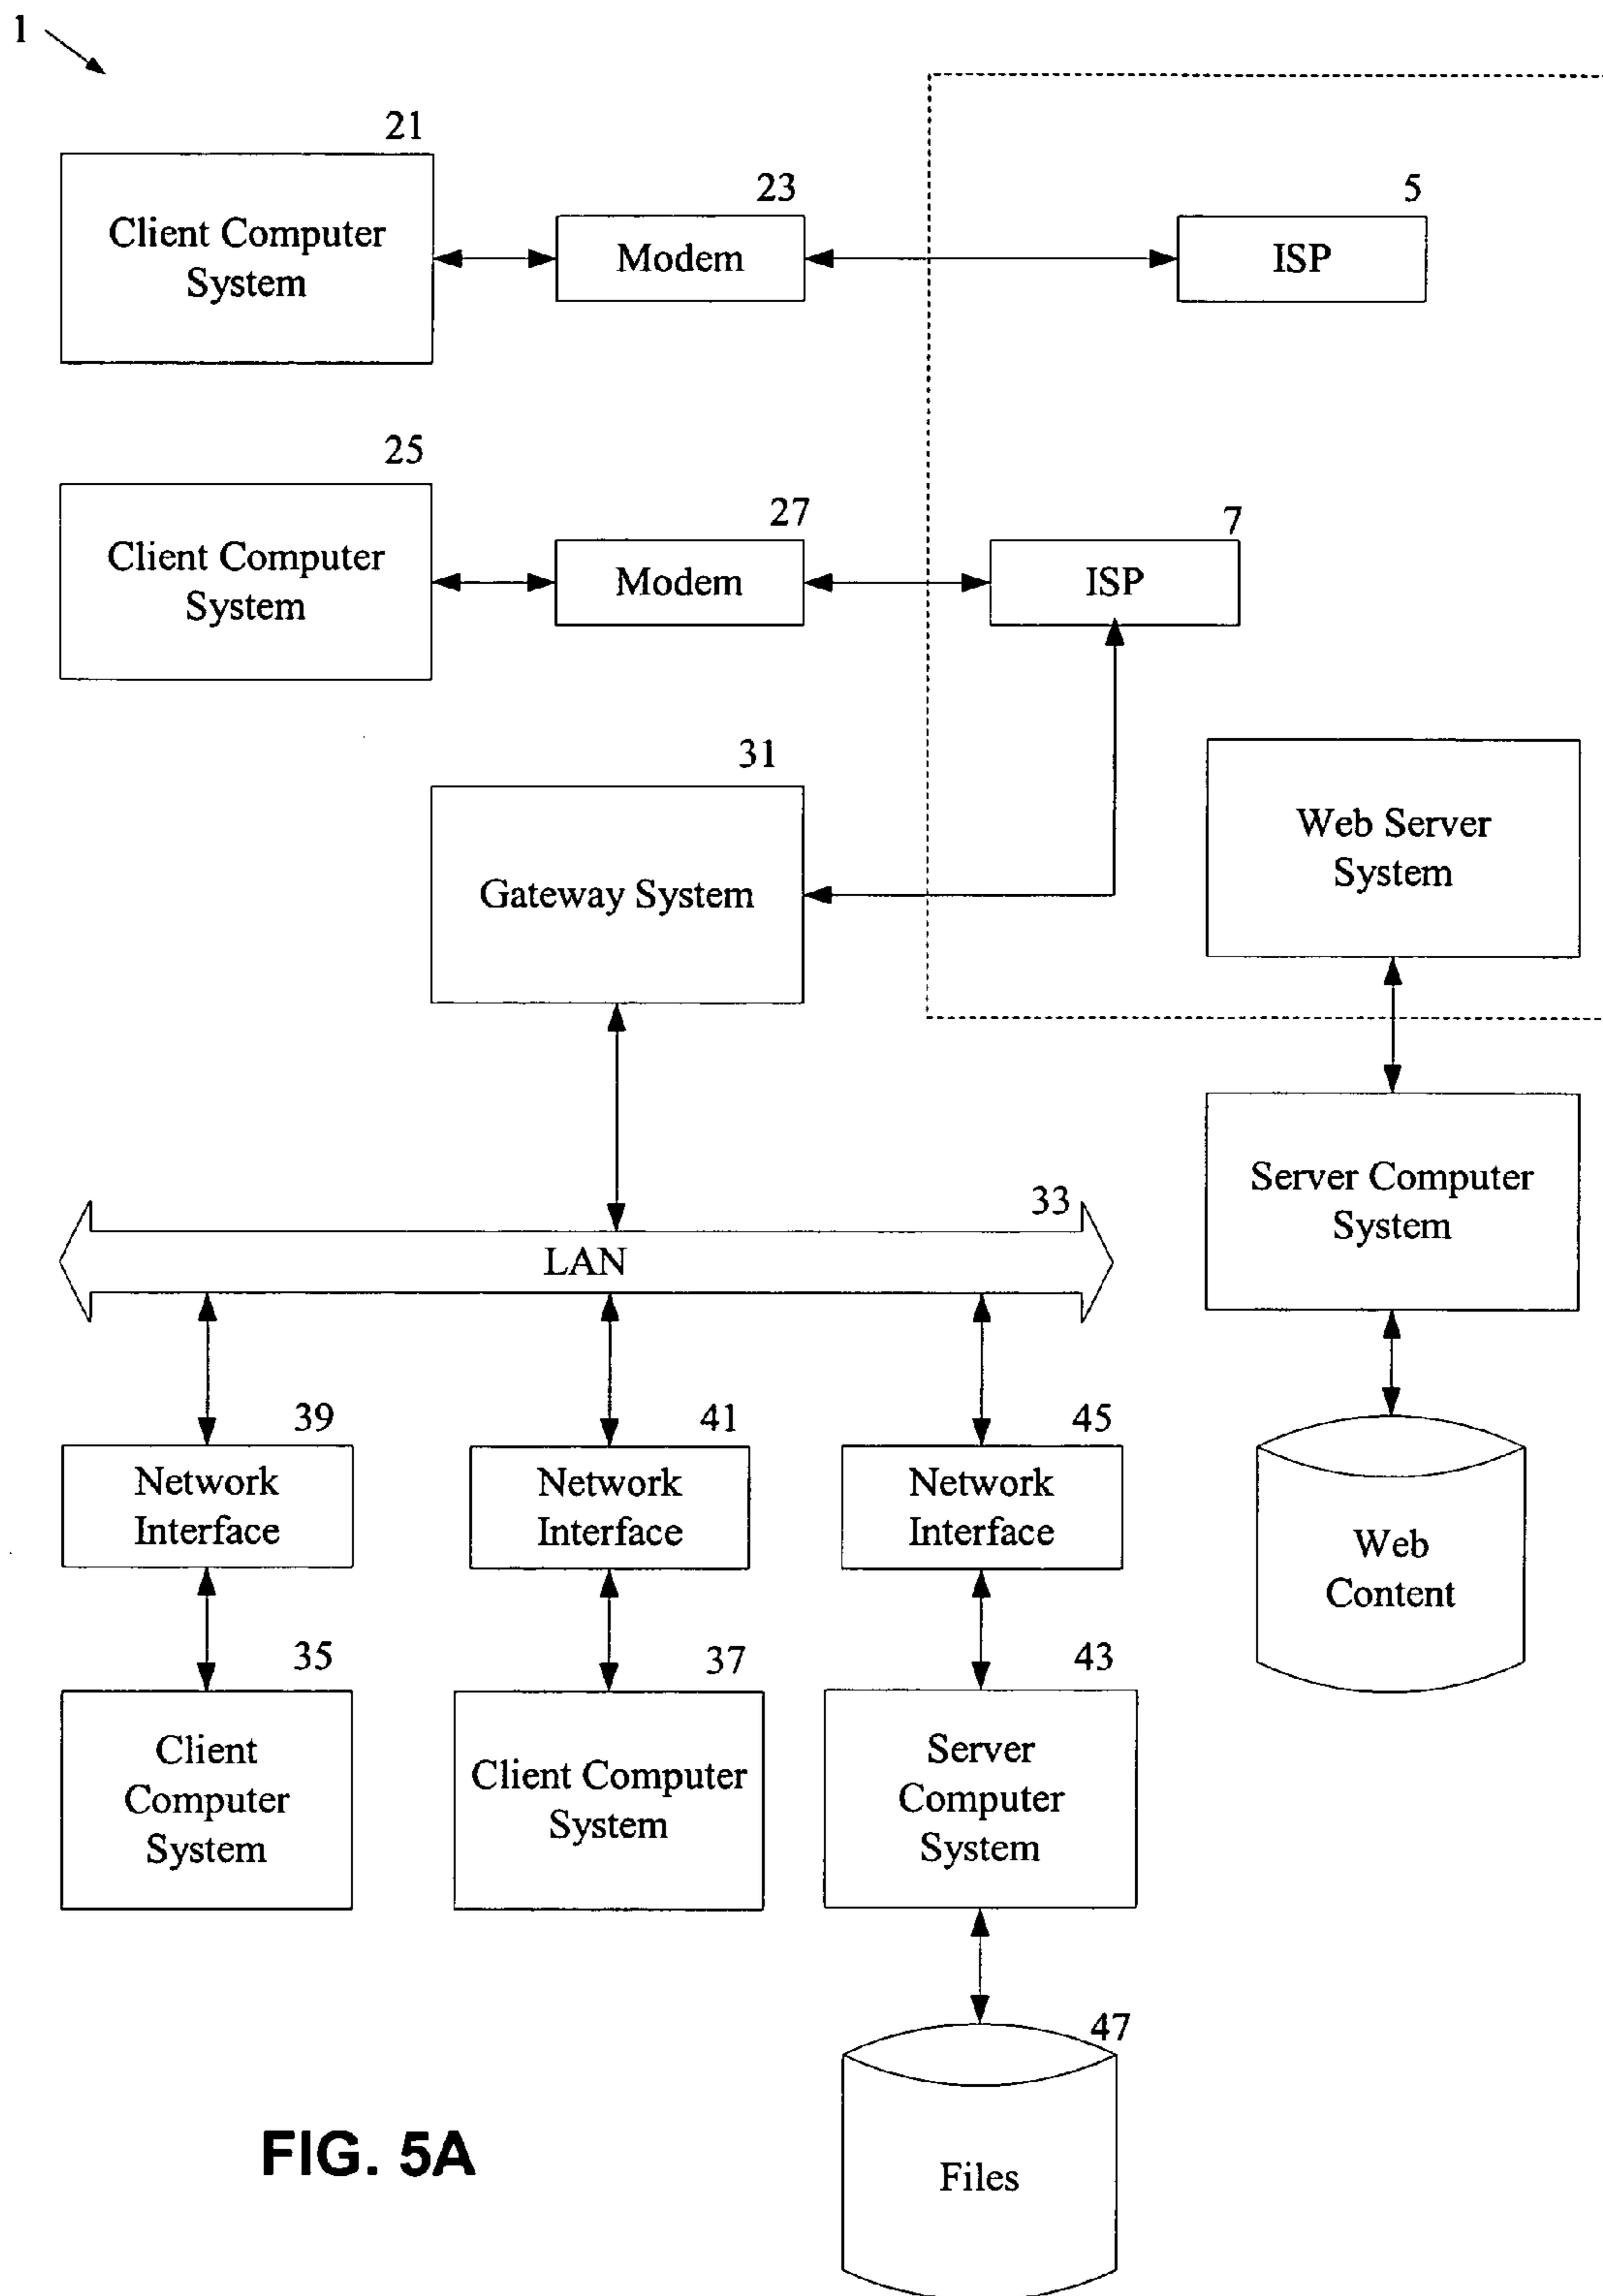 1
21
Client Computer
System
23
Modem
5
ISP
25
Client Computer
System
27
Modem
7
ISP
31
Gateway System
Web Server
System
33
LAN
Server Computer
System
39
Network
Interface
41
Network
Interface
45
Network
Interface
Web
Content
35
Client
Computer
System
37
Client Computer
System
43
Server
Computer
System
47
Files
FIG. 5A